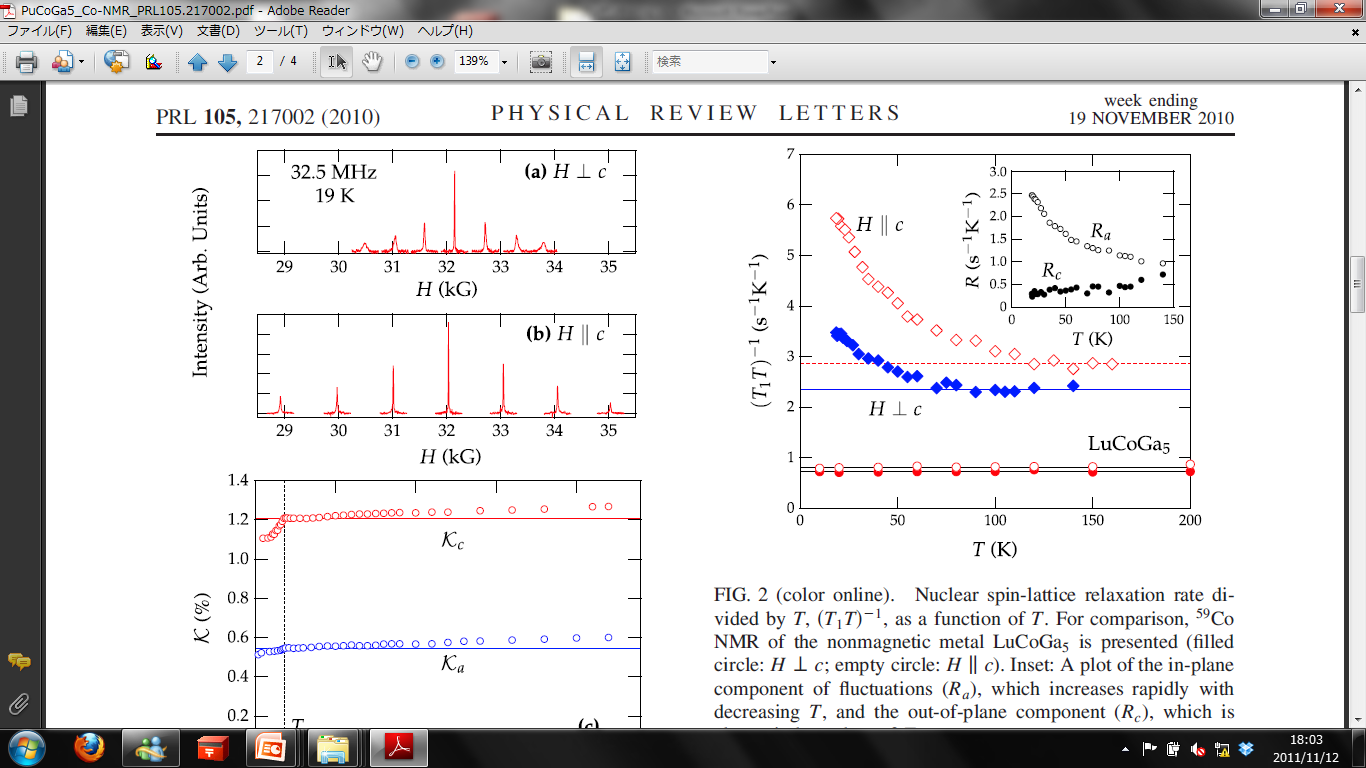 PuCoGa5_Co-NMR_PRL105.217002.pdf - Adobe Reader
ファイル(F) 編集(E) 表示(V) 文書(D) ツール(T) ウィンドウ(W) ヘルプ(H)
2 / 4 139% 検索
PRL 105, 217002 (2010)
PHYSICAL REVIEW LETTERS
week ending
19 NOVEMBER 2010
32.5 MHz
19 K
(a) H ⊥ c
29 30 31 32 33 34 35
H (kG)
Intensity (Arb. Units)
(b) H ∥ c
29 30 31 32 33 34 35
H (kG)
1.4
1.2
1.0
0.8
0.6
0.4
0.2
K (%)
Kc
Ka
(c)
7
6
5
4
3
2
1
0
(T1T)−1 (s−1K−1)
H ∥ c
H ⊥ c
LuCoGa5
0 50 100 150 200
T (K)
3.0
2.5
2.0
1.5
1.0
0.5
0
R (s−1K−1)
Ra
Rc
0 50 100 150
T (K)
FIG. 2 (color online). Nuclear spin-lattice relaxation rate di-
vided by T, (T1T)−1, as a function of T. For comparison, 59Co
NMR of the nonmagnetic metal LuCoGa5 is presented (filled
circle: H ⊥ c; empty circle: H ∥ c). Inset: A plot of the in-plane
component of fluctuations (Ra), which increases rapidly with
decreasing T, and the out-of-plane component (Rc), which is
18:03
2011/11/12